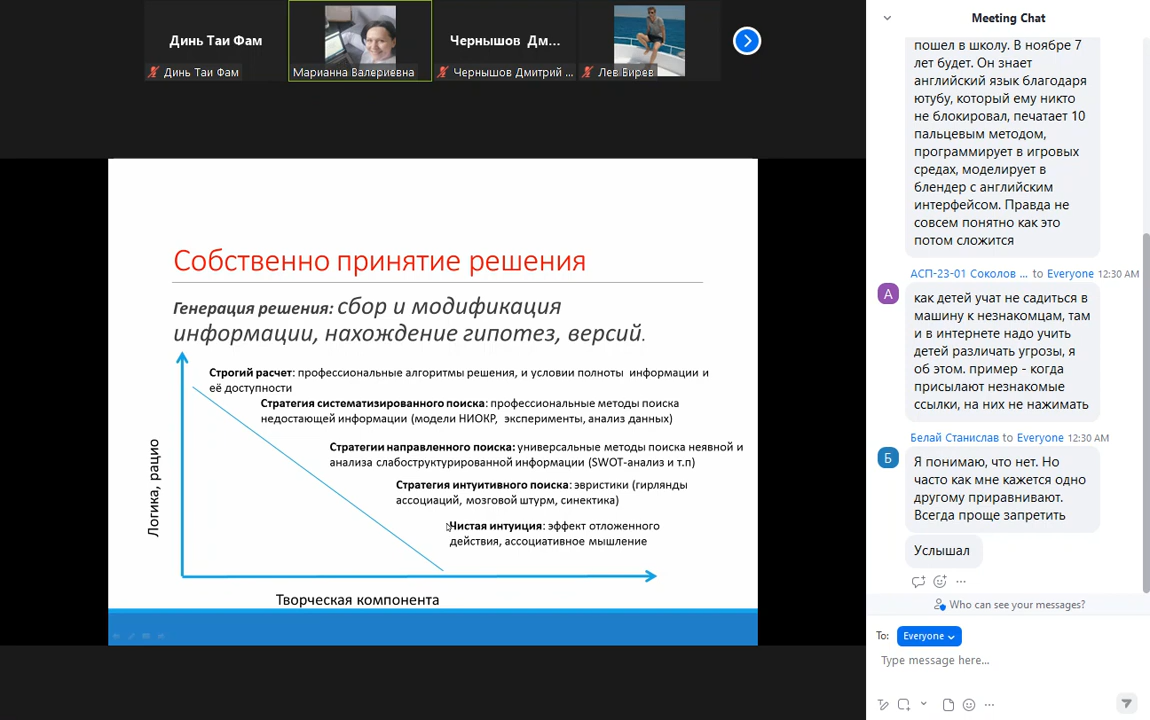 Динь Таи Фам
Динь Таи Фам
Марианна Валериевна
Чернышов Дм...
Чернышов Дмитрий ...
Лев Бирев
Собственно принятие решения
Генерация решения: сбор и модификация
информации, нахождение гипотез, версий.
Строгий расчет: профессиональные алгоритмы решения, и условии полноты информации и
её доступности
Стратегия систематизированного поиска: профессиональные методы поиска
недостающей информации (модели НИОКР, эксперименты, анализ данных)
Стратегии направленного поиска: универсальные методы поиска неявной и
анализа слабоструктурированной информации (SWOT-анализ и т.п)
Стратегия интуитивного поиска: эвристики (гирлянды
ассоциаций, мозговой штурм, синектика)
Чистая интуиция: эффект отложенного
действия, ассоциативное мышление
Логика, рацио
Творческая компонента
Meeting Chat
пошел в школу. В ноябре 7
лет будет. Он знает
английский язык благодаря
ютубу, который ему никто
не блокировал, печатает 10
пальцевым методом,
программирует в игровых
средах, моделирует в
блендер с английским
интерфейсом. Правда не
совсем понятно как это
потом сложится
АСП-23-01 Соколов ... to Everyone 12:30 AM
А
как детей учат не садиться в
машину к незнакомцам, там
и в интернете надо учить
детей различать угрозы, я
об этом. пример - когда
присылают незнакомые
ссылки, на них не нажимать
Белай Станислав to Everyone 12:30 AM
Б
Я понимаю, что нет. Но
часто как мне кажется одно
другому приравнивают.
Всегда проще запретить
Услышал
Who can see your messages?
To: Everyone
Type message here...